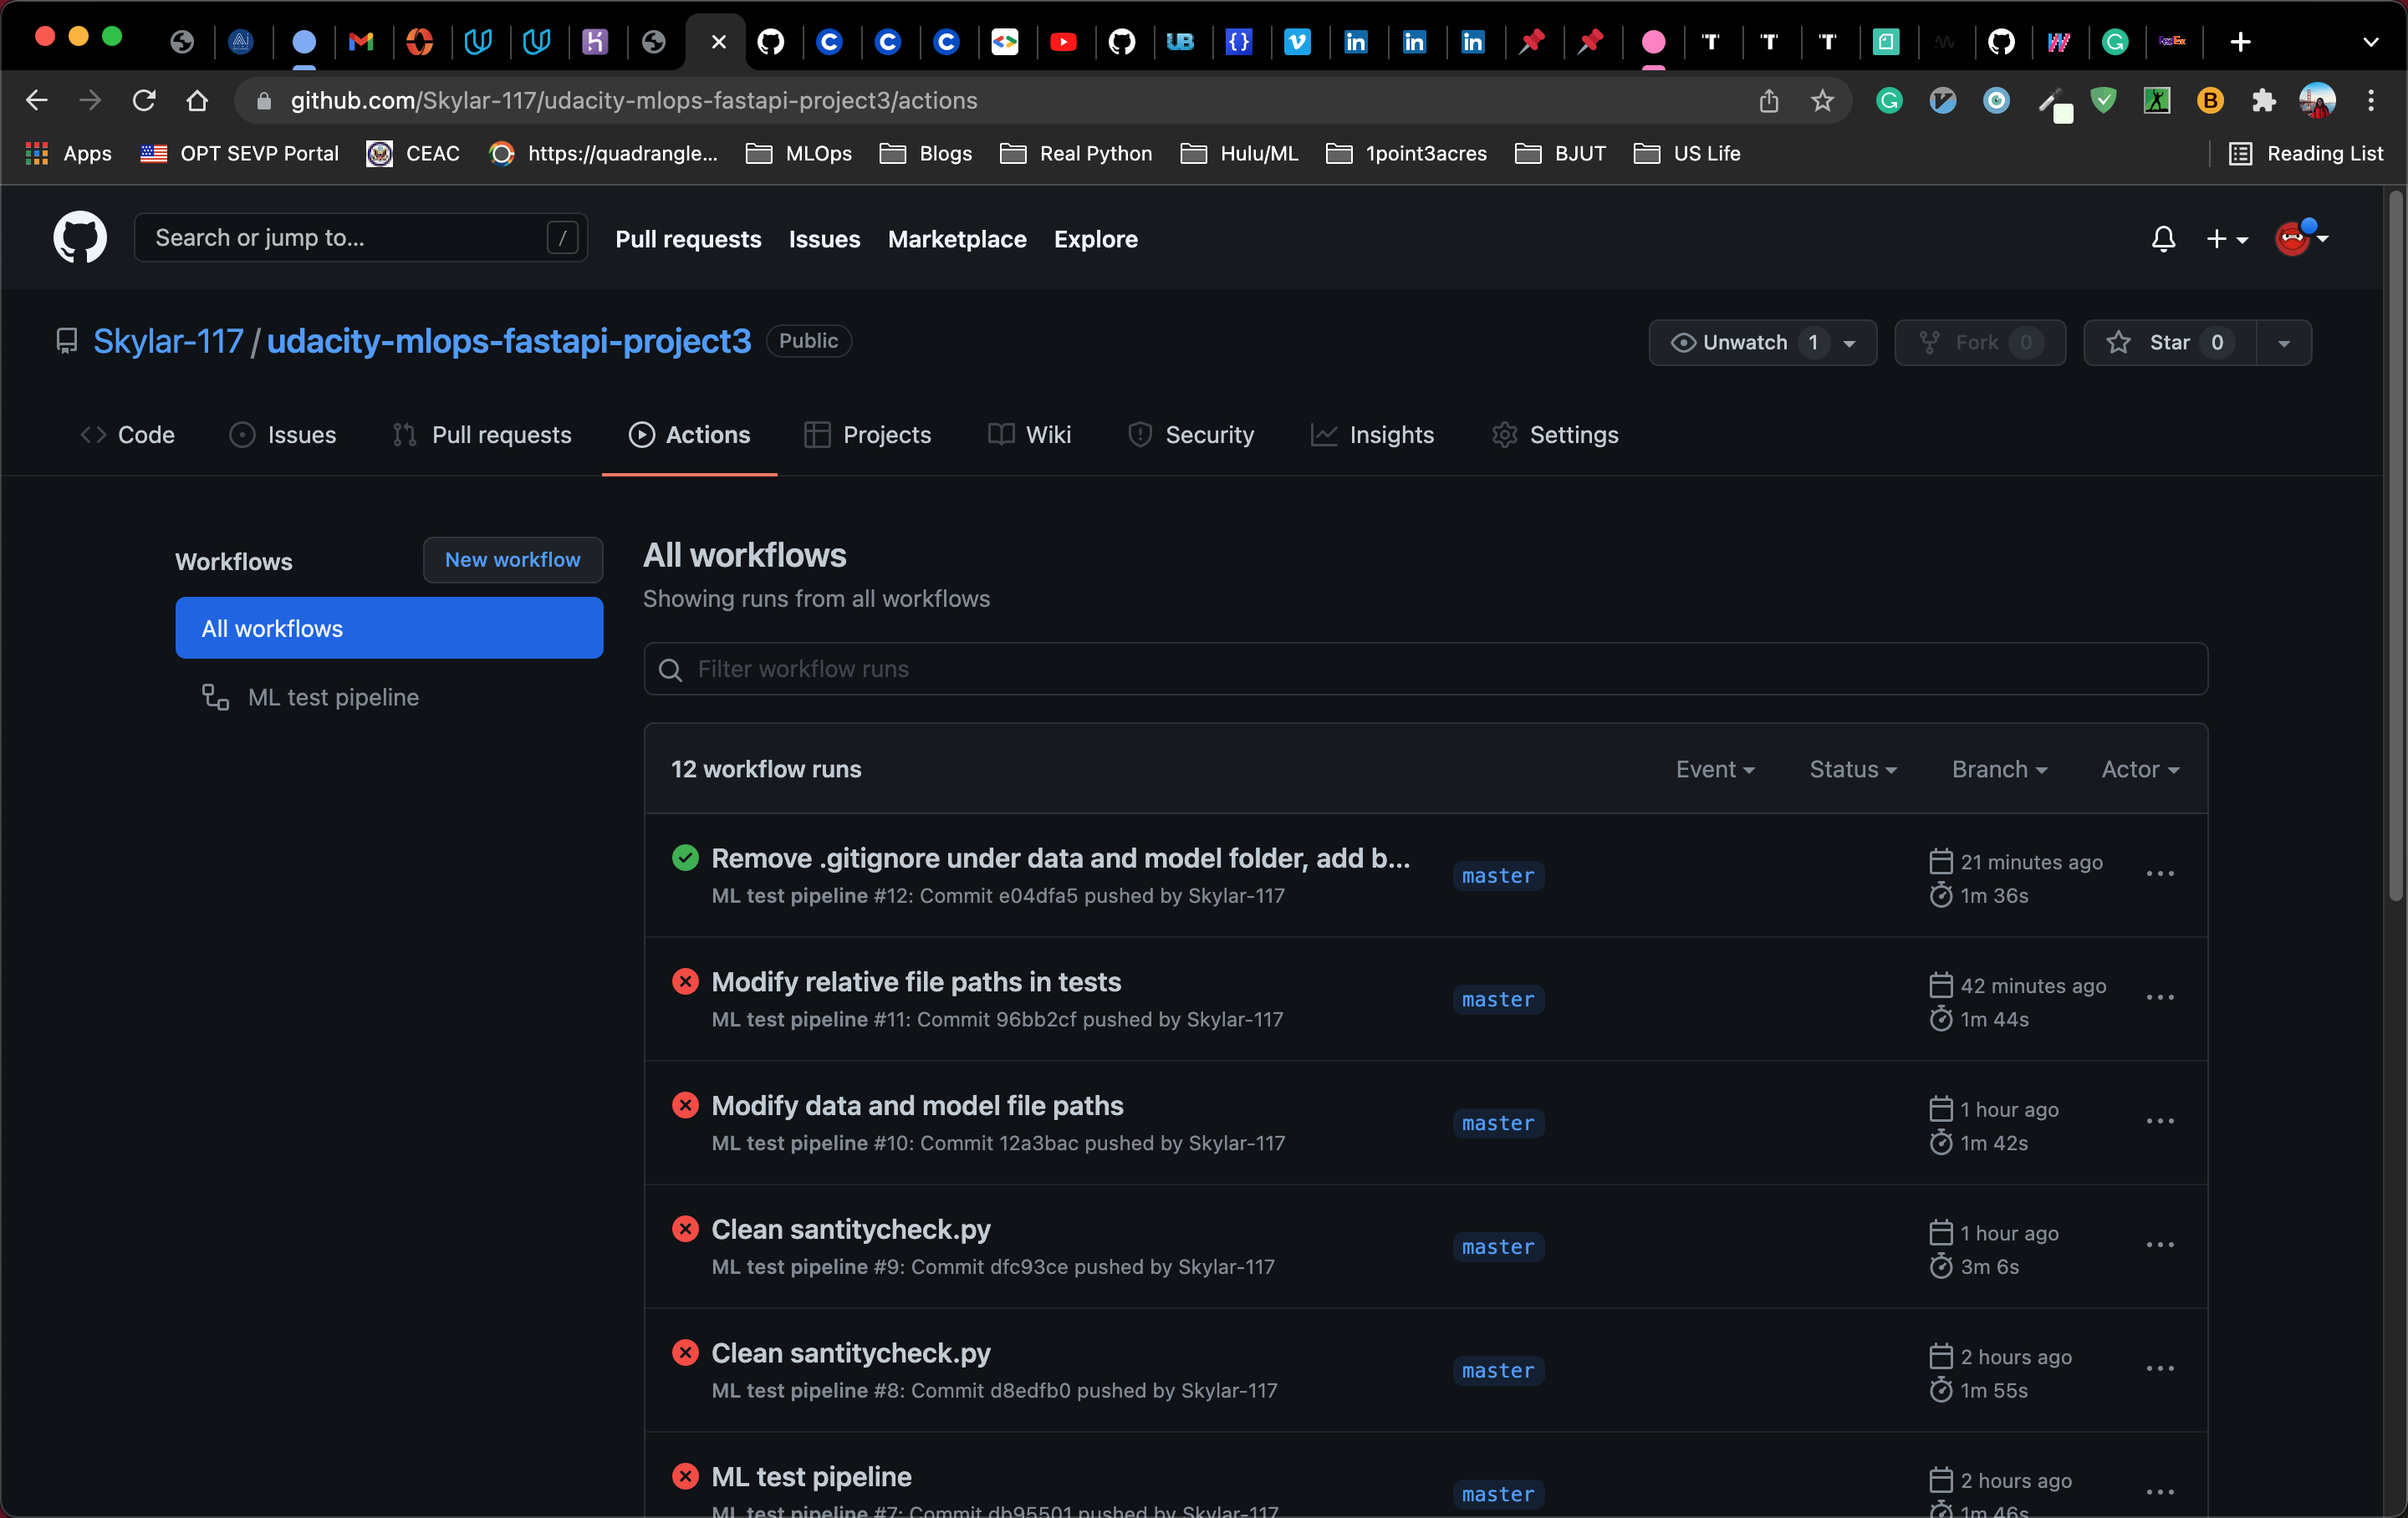 github.com/Skylar-117/udacity-mlops-fastapi-project3/actions
Apps OPT SEVP Portal CEAC https://quadrangle... MLOps Blogs Real Python Hulu/ML 1point3acres BJUT US Life Reading List
Search or jump to... / Pull requests Issues Marketplace Explore
Skylar-117 / udacity-mlops-fastapi-project3 Public Unwatch 1 Fork 0 Star 0
Code Issues Pull requests Actions Projects Wiki Security Insights Settings
Workflows New workflow
All workflows
ML test pipeline
All workflows
Showing runs from all workflows
Filter workflow runs
12 workflow runs Event Status Branch Actor
Remove .gitignore under data and model folder, add b... master 21 minutes ago
ML test pipeline #12: Commit e04dfa5 pushed by Skylar-117 1m 36s
Modify relative file paths in tests master 42 minutes ago
ML test pipeline #11: Commit 96bb2cf pushed by Skylar-117 1m 44s
Modify data and model file paths master 1 hour ago
ML test pipeline #10: Commit 12a3bac pushed by Skylar-117 1m 42s
Clean santitycheck.py master 1 hour ago
ML test pipeline #9: Commit dfc93ce pushed by Skylar-117 3m 6s
Clean santitycheck.py master 2 hours ago
ML test pipeline #8: Commit d8edfb0 pushed by Skylar-117 1m 55s
ML test pipeline master 2 hours ago
ML test pipeline #7: Commit db95501 pushed by Skylar-117 1m 46s